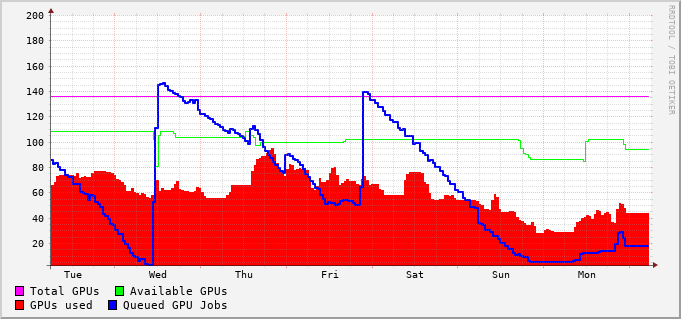 RRDTOOL / TOBI OETIKER
200
180
160
140
120
100
80
60
40
20
Tue Wed Thu Fri Sat Sun Mon
Total GPUs Available GPUs
GPUs used Queued GPU Jobs